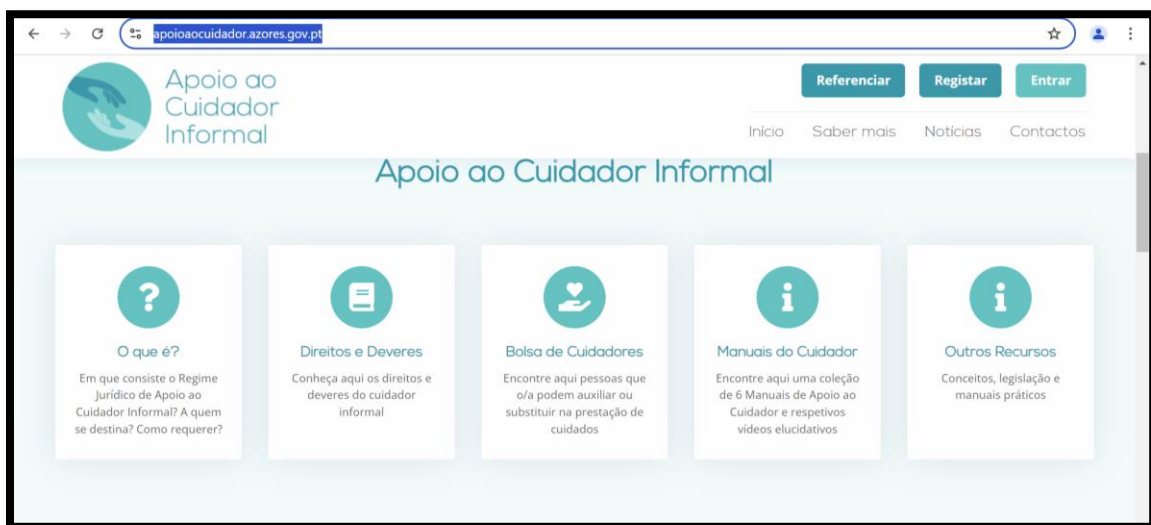 apoioaocuidador.azores.gov.pt
Apoio ao
Cuidador
Informal
Referenciar
Registar
Entrar
Início
Saber mais
Notícias
Contactos
Apoio ao Cuidador Informal
O que é?
Em que consiste o Regime
Jurídico de Apoio ao
Cuidador Informal? A quem
se destina? Como requerer?
Direitos e Deveres
Conheça aqui os direitos e
deveres do cuidador
informal
Bolsa de Cuidadores
Encontre aqui pessoas que
o/a podem auxiliar ou
substituir na prestação de
cuidados
Manuais do Cuidador
Encontre aqui uma coleção
de 6 Manuais de Apoio ao
Cuidador e respetivos
vídeos elucidativos
Outros Recursos
Conceitos, legislação e
manuais práticos